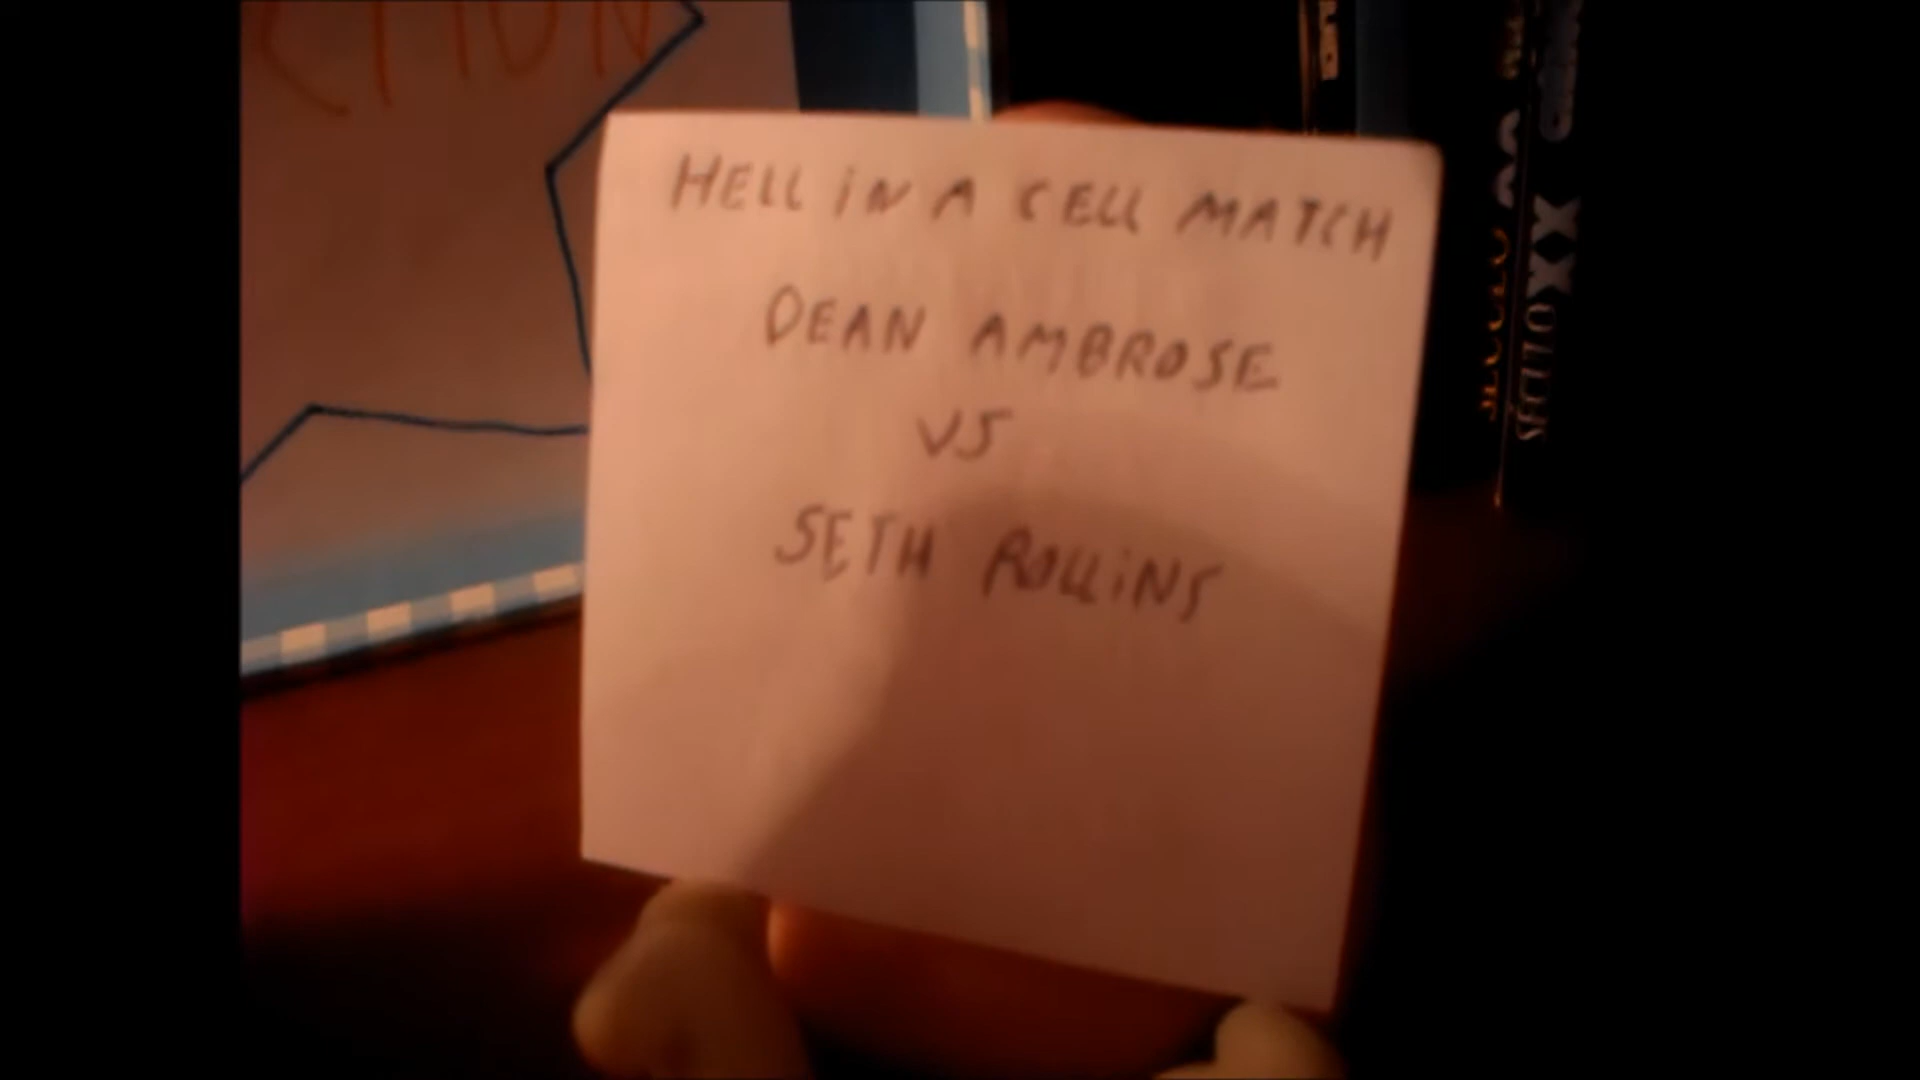 HELL iN A CELL MATCH
DEAN AMBROSE
VS
SETH ROLLiNS